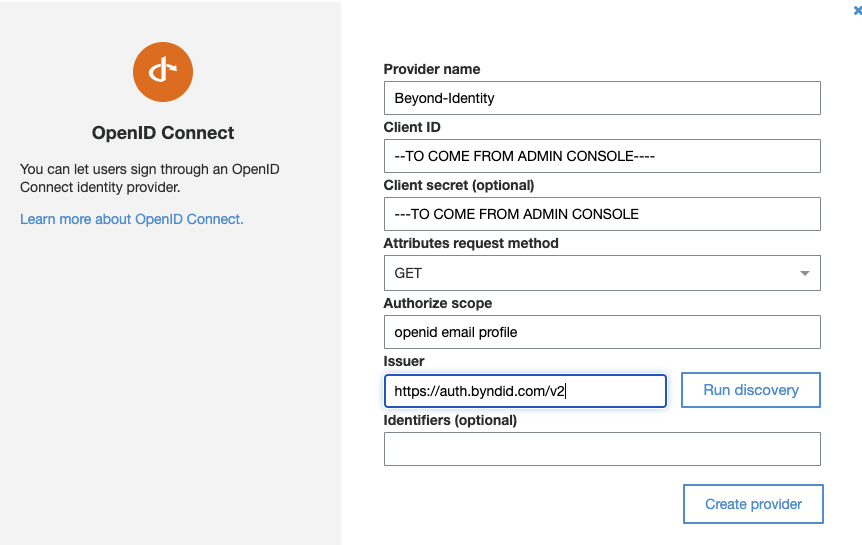 OpenID Connect
You can let users sign through an OpenID
Connect identity provider.
Learn more about OpenID Connect.
Provider name
Beyond-Identity
Client ID
--TO COME FROM ADMIN CONSOLE----
Client secret (optional)
---TO COME FROM ADMIN CONSOLE
Attributes request method
GET
Authorize scope
openid email profile
Issuer
https://auth.byndid.com/v2
Run discovery
Identifiers (optional)
Create provider